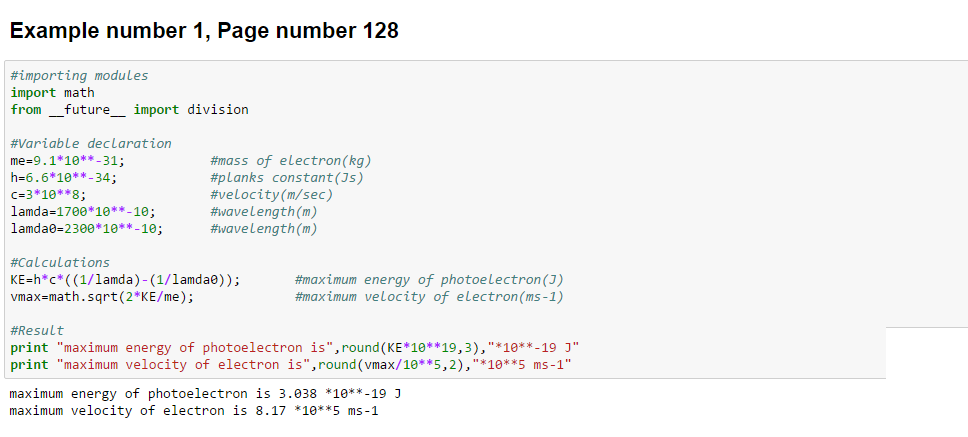 Example number 1, Page number 128
#importing modules
import math
from __future__ import division
#Variable declaration
me=9.1*10**-31; #mass of electron(kg)
h=6.6*10**-34; #planks constant(Js)
c=3*10**8; #velocity(m/sec)
lamda=1700*10**-10; #wavelength(m)
lamda0=2300*10**-10; #wavelength(m)
#Calculations
KE=h*c*((1/lamda)-(1/lamda0)); #maximum energy of photoelectron(J)
vmax=math.sqrt(2*KE/me); #maximum velocity of electron(ms-1)
#Result
print "maximum energy of photoelectron is",round(KE*10**19,3),"*10**-19 J"
print "maximum velocity of electron is",round(vmax/10**5,2),"*10**5 ms-1"
maximum energy of photoelectron is 3.038 *10**-19 J
maximum velocity of electron is 8.17 *10**5 ms-1